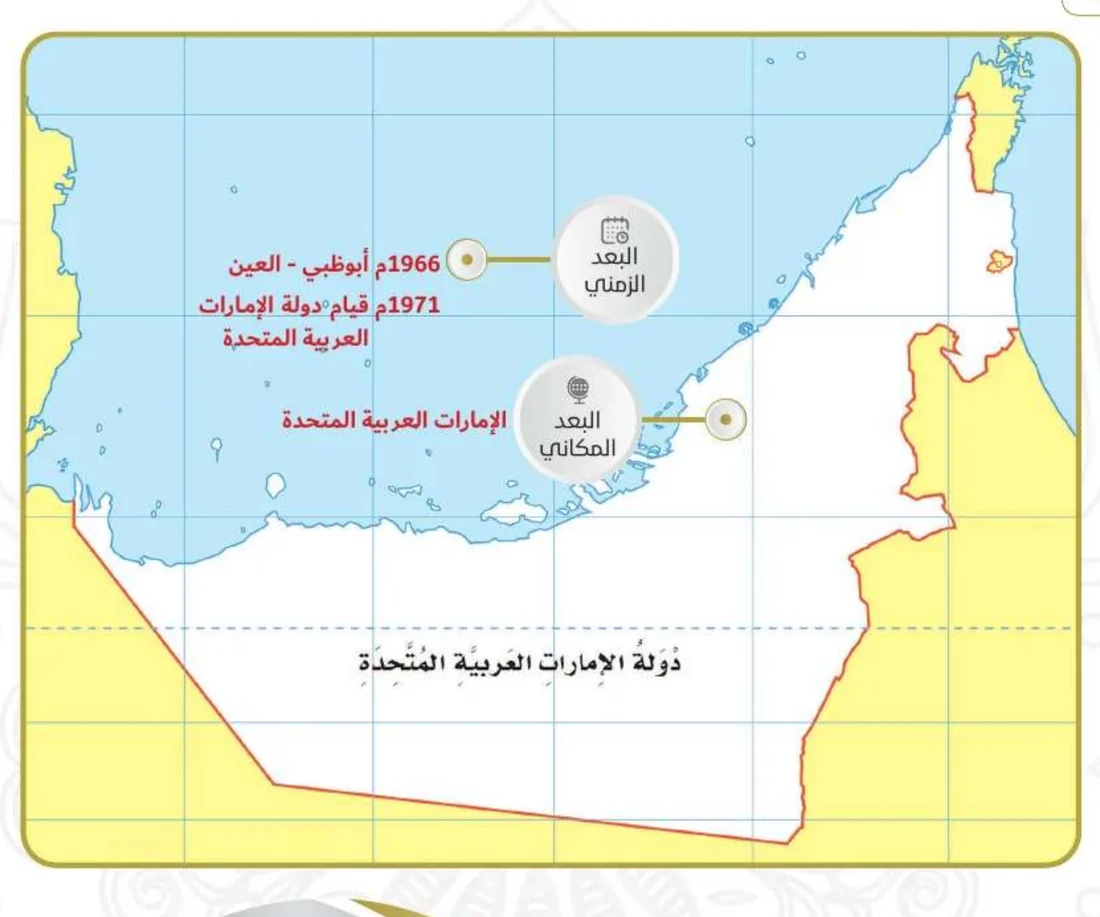 البعد
الزمني
1966م أبوظبي - العين
1971م قيام دولة الإمارات
العربية المتحدة
البعد
المكاني
الإمارات العربية المتحدة
دَوْلَةُ الإِماراتِ العَرَبِيَّةِ المُتَّحِدَةِ